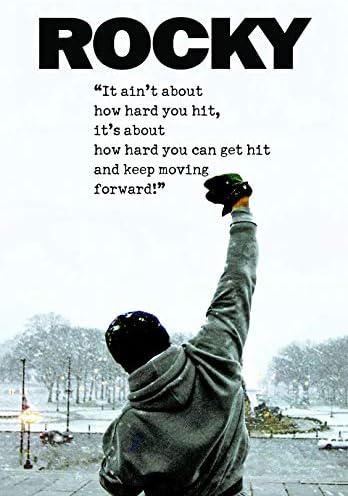 ROCKY
“It ain’t about
how hard you hit,
it’s about
how hard you can get hit
and keep moving
forward!”